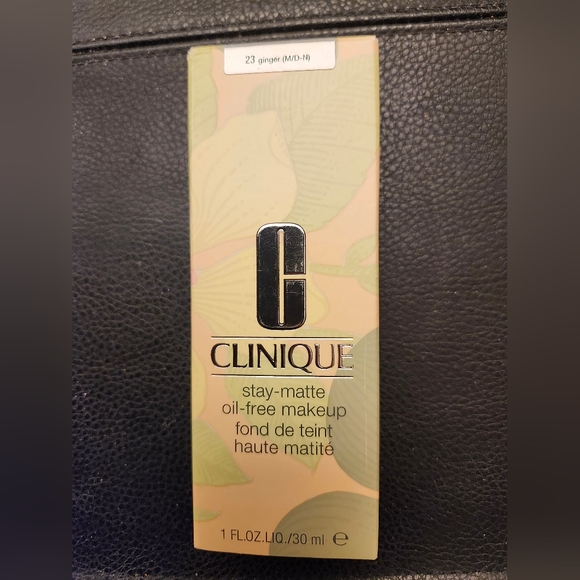 23 ginger (M/D-N)
C
CLINIQUE
stay-matte
oil-free makeup
fond de teint
haute matité
1 FL.OZ.LIQ./30 ml ℮